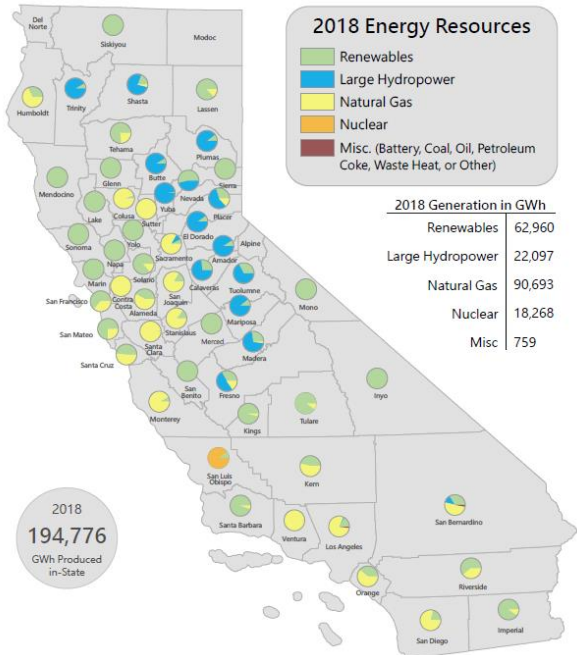 2018 Energy Resources
Renewables
Large Hydropower
Natural Gas
Nuclear
Misc. (Battery, Coal, Oil, Petroleum
Coke, Waste Heat, or Other)
2018 Generation in GWh
Renewables 62,960
Large Hydropower 22,097
Natural Gas 90,693
Nuclear 18,268
Misc 759
Del
Norte
Siskiyou
Modoc
Humboldt
Trinity
Shasta
Lassen
Tehama
Plumas
Mendocino
Glenn
Butte
Sierra
Nevada
Lake
Colusa
Yuba
Sutter
Placer
Sonoma
Yolo
El Dorado
Alpine
Napa
Sacramento
Amador
Marin
Solano
Calaveras
Tuolumne
San Francisco
Contra
Costa
San
Joaquin
Alameda
Mono
San Mateo
Stanislaus
Mariposa
Santa Cruz
Santa
Clara
Merced
Madera
San
Benito
Fresno
Inyo
Monterey
Kings
Tulare
San Luis
Obispo
Kern
San Bernardino
Santa Barbara
Ventura
Los Angeles
Orange
Riverside
San Diego
Imperial
2018
194,776
GWh Produced
in-State